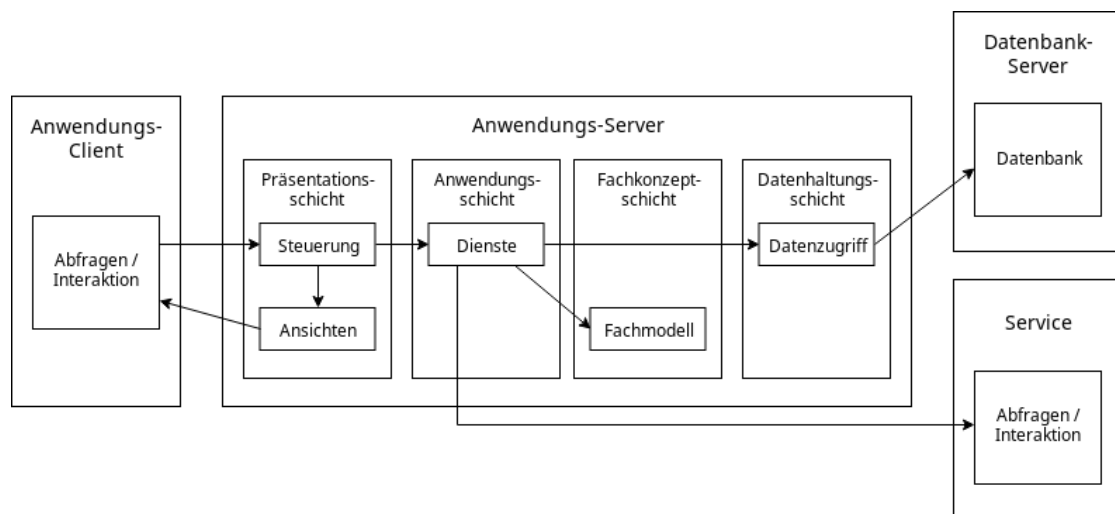 Anwendungs-
Client
Abfragen /
Interaktion
Anwendungs-Server
Präsentations-
schicht
Steuerung
Ansichten
Anwendungs-
schicht
Dienste
Fachkonzept-
schicht
Fachmodell
Datenhaltungs-
schicht
Datenzugriff
Datenbank-
Server
Datenbank
Service
Abfragen /
Interaktion